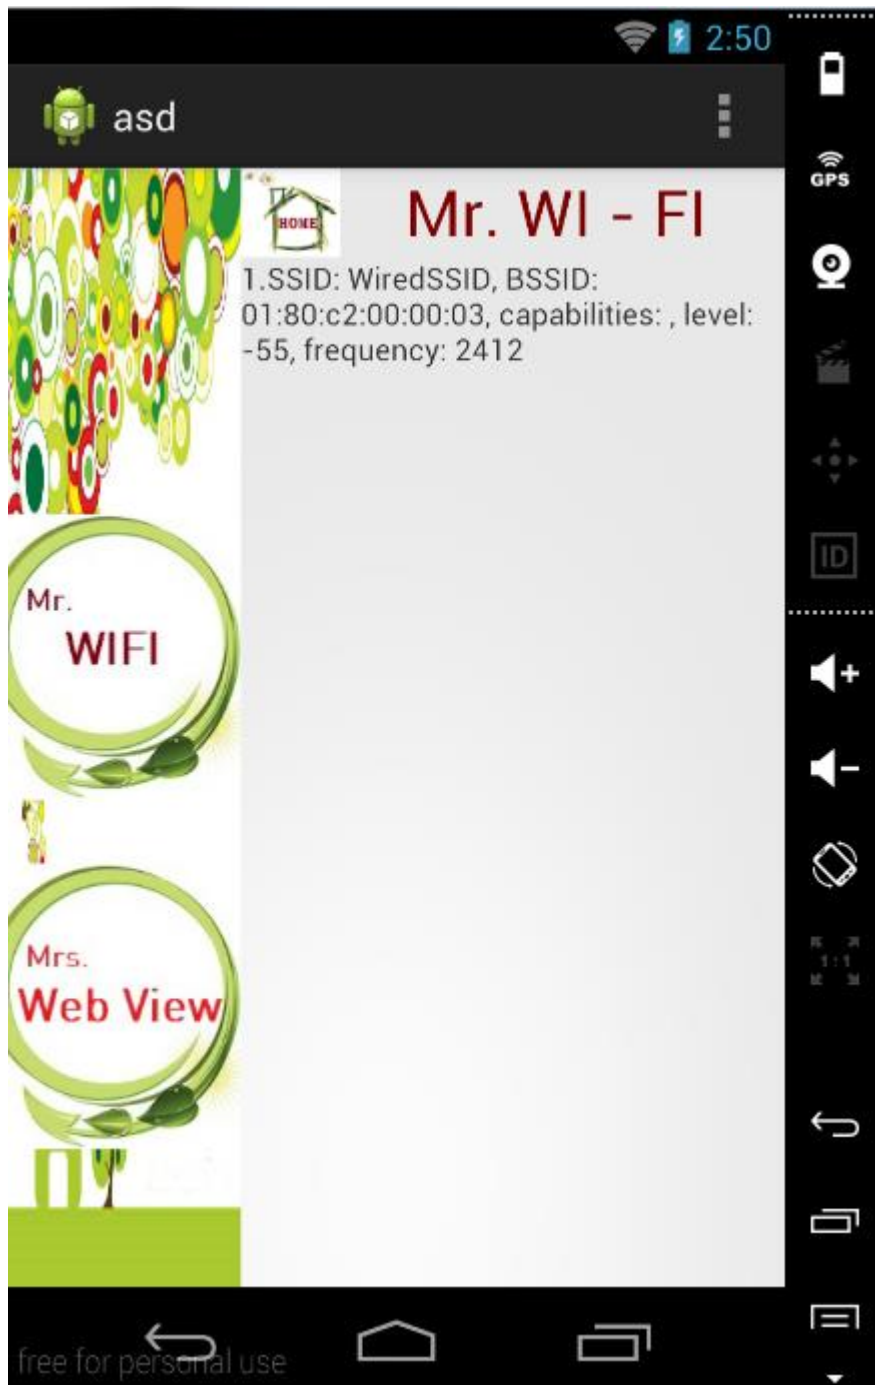 2:50
asd
GPS
HOME
Mr. WI - FI
1.SSID: WiredSSID, BSSID:
01:80:c2:00:00:03, capabilities: , level:
-55, frequency: 2412
ID
Mr.
WIFI
Mrs.
Web View
1:1
free for personal use